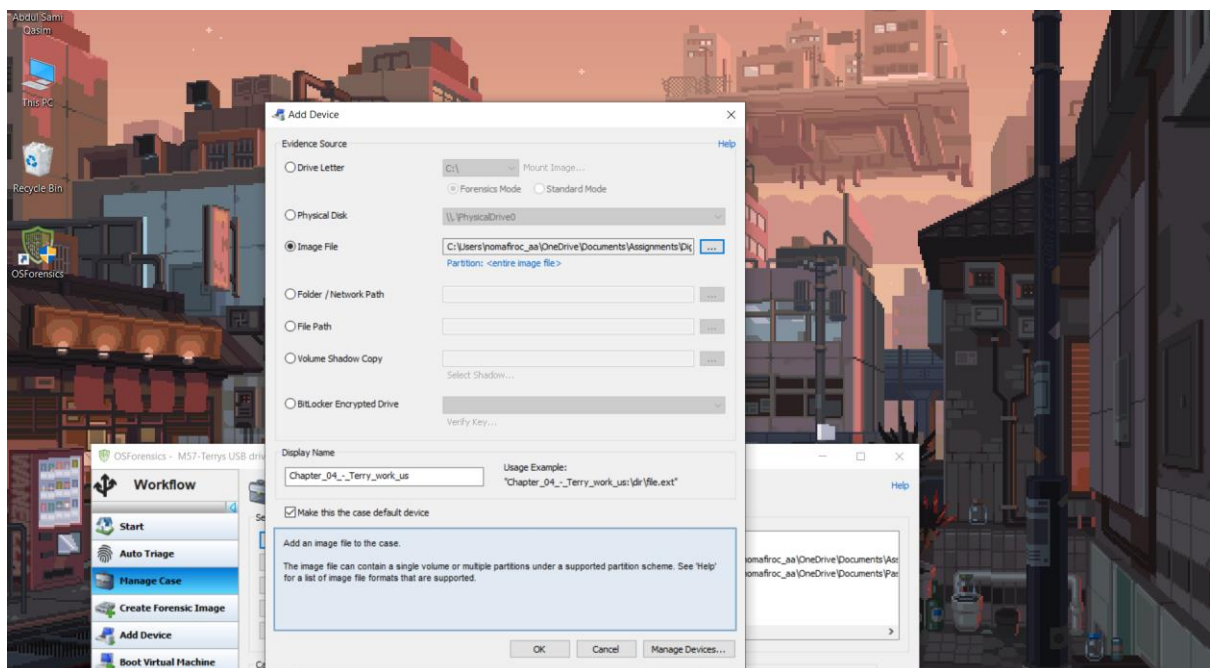 Abdul Sami
Qasim
This PC
Recycle Bin
OSForensics
Add Device
Evidence Source
Help
Drive Letter
C:\
Mount Image...
Forensics Mode
Standard Mode
Physical Disk
\\.\PhysicalDrive0
Image File
C:\Users\nomafiroc_aa\OneDrive\Documents\Assignments\Dig
...
Partition: <entire image file>
Folder / Network Path
...
File Path
...
Volume Shadow Copy
...
Select Shadow...
BitLocker Encrypted Drive
Verify Key...
Display Name
Chapter_04_-_Terry_work_us
Usage Example:
"Chapter_04_-_Terry_work_us:\dir\file.ext"
Make this the case default device
Add an image file to the case.
The image file can contain a single volume or multiple partitions under a supported partition scheme. See 'Help'
for a list of image file formats that are supported.
OK
Cancel
Manage Devices...
OSForensics - M57-Terrys USB driv
Help
Workflow
Start
Auto Triage
Manage Case
Create Forensic Image
Add Device
Boot Virtual Machine
Se
Ca
nomafiroc_aa\OneDrive\Documents\Ass
nomafiroc_aa\OneDrive\Documents\Pas